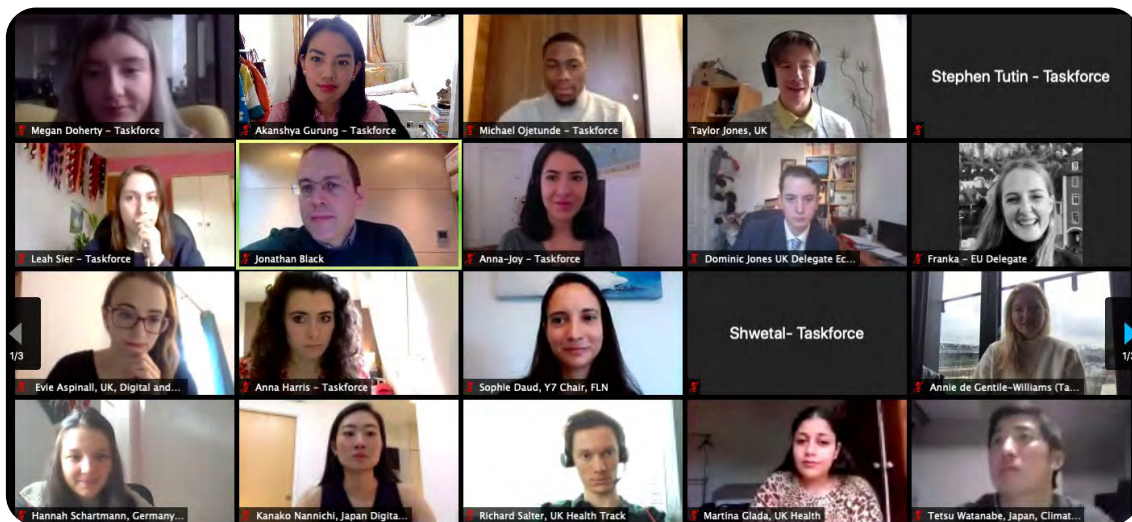 Megan Doherty - Taskforce
Akanshya Gurung - Taskforce
Michael Ojetunde - Taskforce
Taylor Jones, UK
Stephen Tutin - Taskforce
Leah Sier - Taskforce
Jonathan Black
Anna-Joy - Taskforce
Dominic Jones UK Delegate Ec...
Franka - EU Delegate
1/3
Evie Aspinall, UK, Digital and...
Anna Harris - Taskforce
Sophie Daud, Y7 Chair, FLN
Shwetal- Taskforce
Annie de Gentile-Williams (Ta...
1/3
Hannah Schartmann, Germany...
Kanako Nannichi, Japan Digita...
Richard Salter, UK Health Track
Martina Glada, UK Health
Tetsu Watanabe, Japan, Climat...